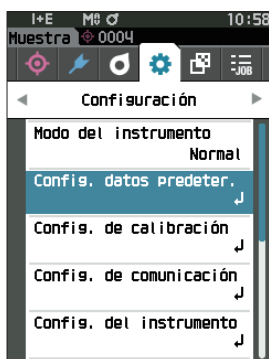 I+E M0 10:58
Muestra 0004
-JOB
Configuración
Modo del instrumento
Normal
Config. datos predeter.
Config. de calibración
Config. de comunicación
Config. del instrumento